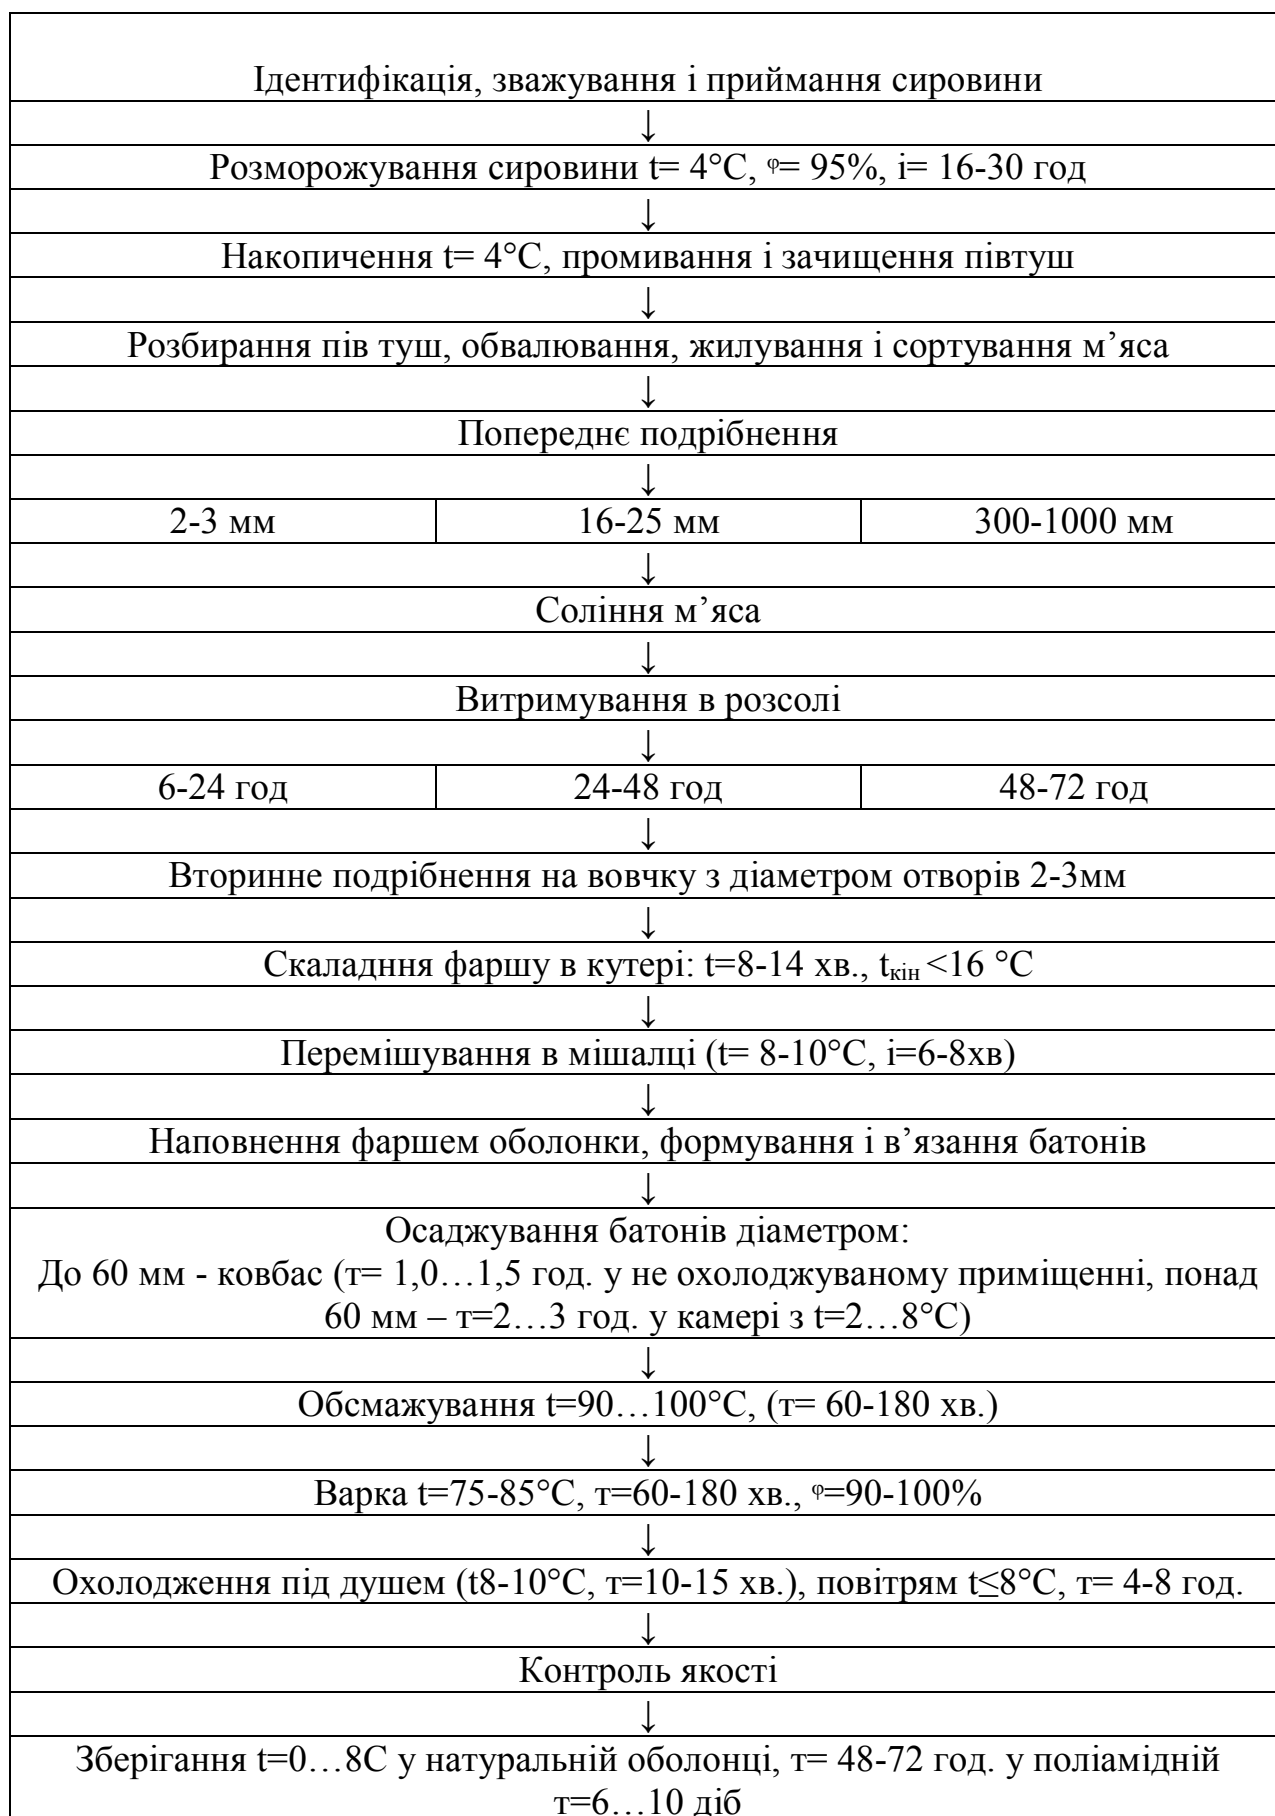 Ідентифікація, зважування і приймання сировини
↓
Розморожування сировини t= 4°C, φ= 95%, і= 16-30 год
↓
Накопичення t= 4°C, промивання і зачищення півтуш
↓
Розбирання пів туш, обвалювання, жилування і сортування м’яса
↓
Попереднє подрібнення
↓
2-3 мм 16-25 мм 300-1000 мм
↓
Соління м’яса
↓
Витримування в розсолі
↓
6-24 год 24-48 год 48-72 год
↓
Вторинне подрібнення на вовчку з діаметром отворів 2-3мм
↓
Скаладння фаршу в кутері: t=8-14 хв., tкін <16 °C
↓
Перемішування в мішалці (t= 8-10°C, і=6-8хв)
↓
Наповнення фаршем оболонки, формування і в’язання батонів
↓
Осаджування батонів діаметром:
До 60 мм - ковбас (т= 1,0…1,5 год. у не охолоджуваному приміщенні, понад
60 мм – т=2…3 год. у камері з t=2…8°C)
↓
Обсмажування t=90…100°C, (т= 60-180 хв.)
↓
Варка t=75-85°C, т=60-180 хв., φ=90-100%
↓
Охолодження під душем (t8-10°C, т=10-15 хв.), повітрям t≤8°C, т= 4-8 год.
↓
Контроль якості
↓
Зберігання t=0…8С у натуральній оболонці, т= 48-72 год. у поліамідній
т=6…10 діб